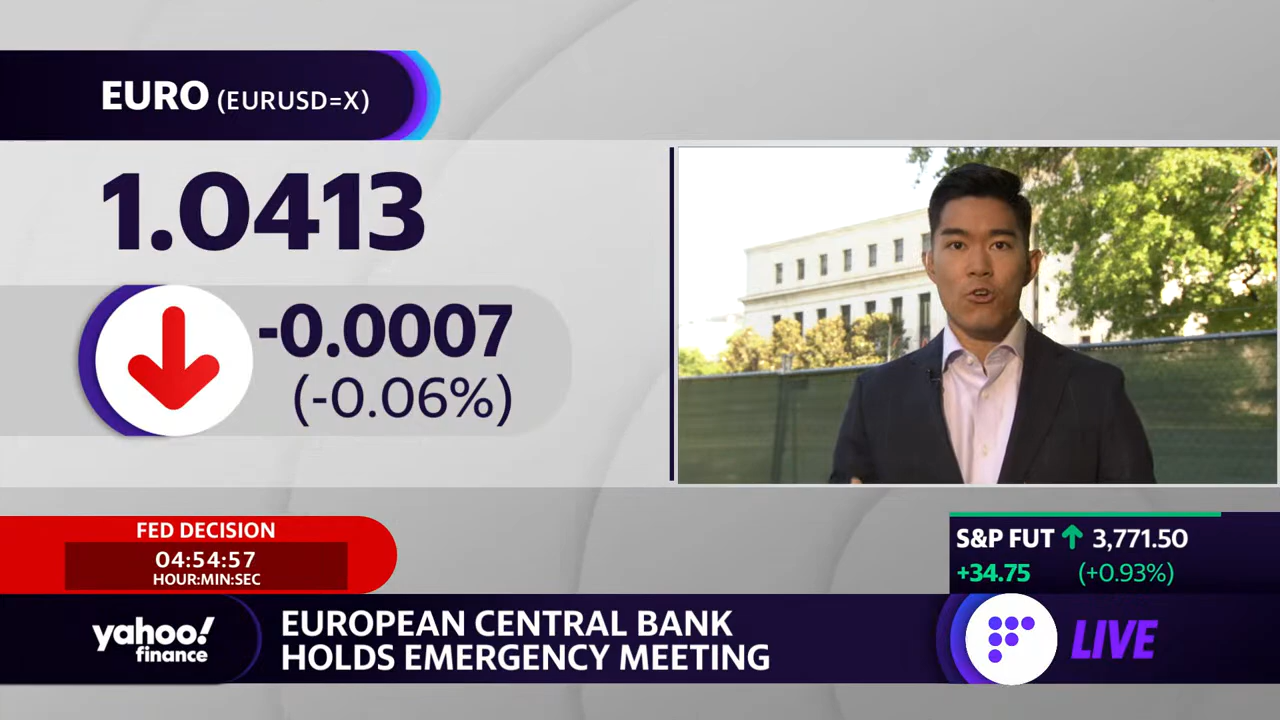 EURO (EURUSD=X)
1.0413
-0.0007
(-0.06%)
FED DECISION
04:54:57
HOUR:MIN:SEC
S&P FUT 3,771.50
+34.75 (+0.93%)
yahoo!
finance
EUROPEAN CENTRAL BANK
HOLDS EMERGENCY MEETING
LIVE